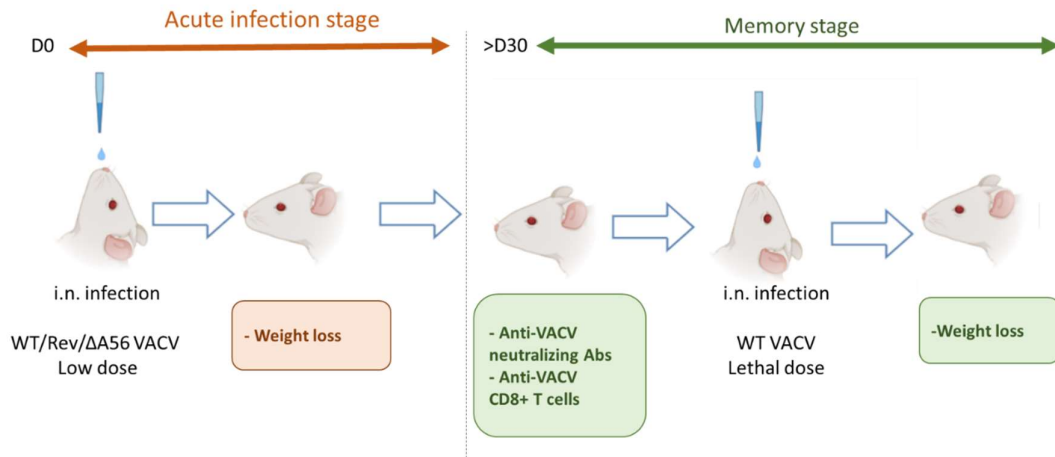 Acute infection stage
Memory stage
D0
>D30
i.n. infection
WT/Rev/ΔA56 VACV
Low dose
- Weight loss
- Anti-VACV
neutralizing Abs
- Anti-VACV
CD8+ T cells
i.n. infection
WT VACV
Lethal dose
-Weight loss